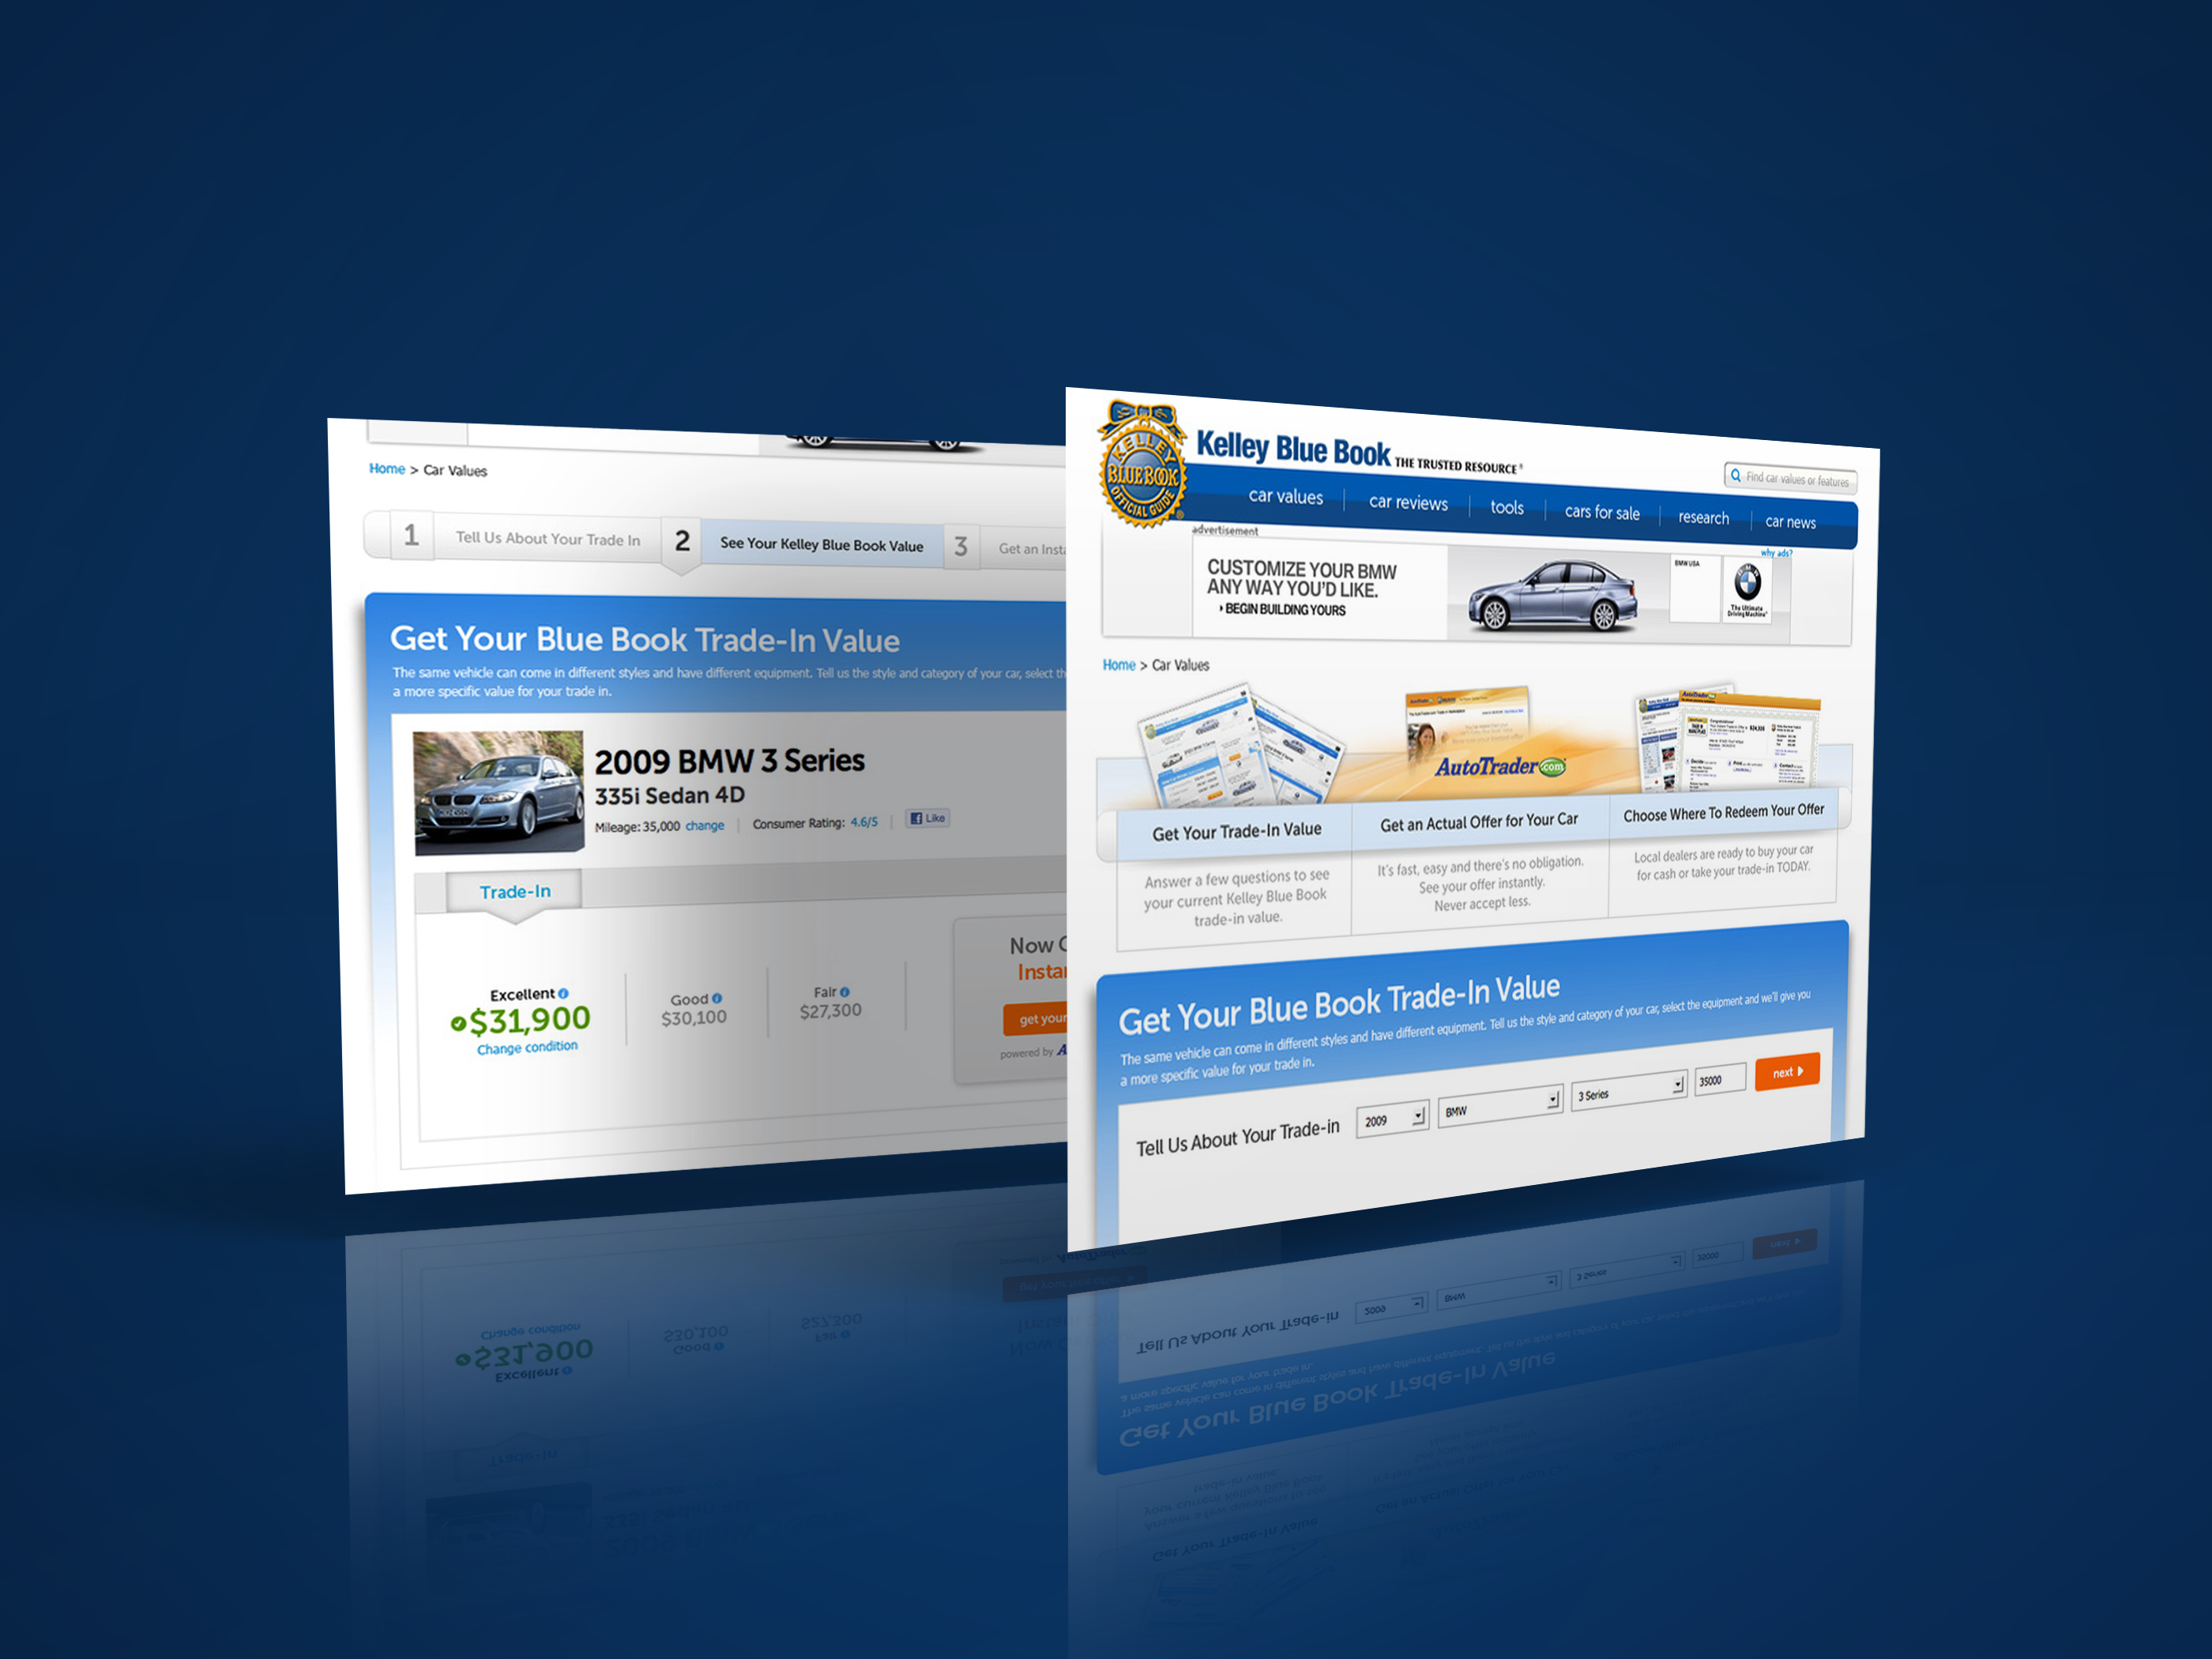 Home > Car Values
1
Tell Us About Your Trade In
2
See Your Kelley Blue Book Value
3
Get an
Get Your Blue Book Trade-In Value
The same vehicle can come in different styles and have different equipment. Tell us the style and category of your car, select
a more specific value for your trade in.
2009 BMW 3 Series
335i Sedan 4D
Mileage: 35,000 change
Consumer Rating: 4.6/5
Like
Trade-In
Excellent
$31,900
Change condition
Good
$30,100
Fair
$27,300
Now
get your
powered by
KELLEY
BLUE BOOK
OFFICIAL GUIDE
Kelley Blue Book THE TRUSTED RESOURCE®
Find car values or features
car values
car reviews
tools
cars for sale
research
car news
advertisement
why ads?
CUSTOMIZE YOUR BMW
ANY WAY YOU'D LIKE.
BEGIN BUILDING YOURS
BMW USA
BMW
The Ultimate
Driving Machine®
Home > Car Values
AutoTrader.com
Get Your Trade-In Value
Answer a few questions to see
your current Kelley Blue Book
trade-in value.
Get an Actual Offer for Your Car
It's fast, easy and there's no obligation.
See your offer instantly.
Never accept less.
Choose Where To Redeem Your Offer
Local dealers are ready to buy your car
for cash or take your trade-in TODAY.
Get Your Blue Book Trade-In Value
The same vehicle can come in different styles and have different equipment. Tell us the style and category of your car, select the equipment and we'll give you
a more specific value for your trade in.
Tell Us About Your Trade-in
2009
BMW
3 Series
35000
next